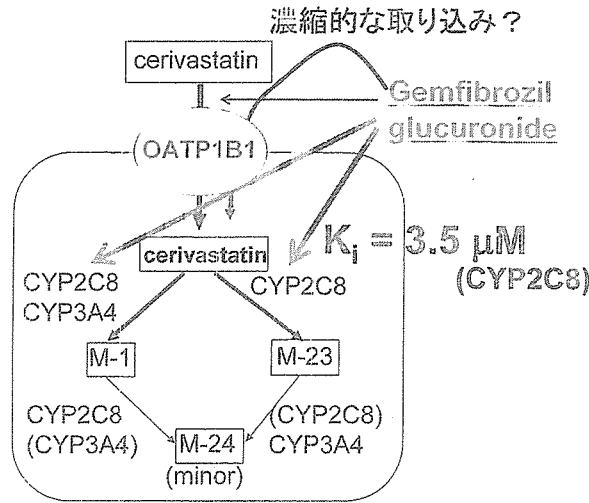 濃縮的な取り込み？
cerivastatin
Gemfibrozil
glucuronide
(OATP1B1)
cerivastatin
Ki = 3.5 μM
(CYP2C8)
CYP2C8
CYP3A4
CYP2C8
M-1
M-23
CYP2C8
(CYP3A4)
(CYP2C8)
CYP3A4
M-24
(minor)